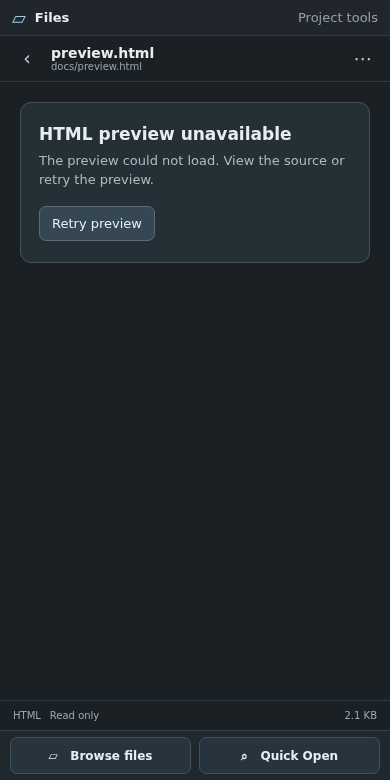 Files
Project tools
preview.html
docs/preview.html
HTML preview unavailable
The preview could not load. View the source or
retry the preview.
Retry preview
HTML Read only
2.1 KB
Browse files
Quick Open